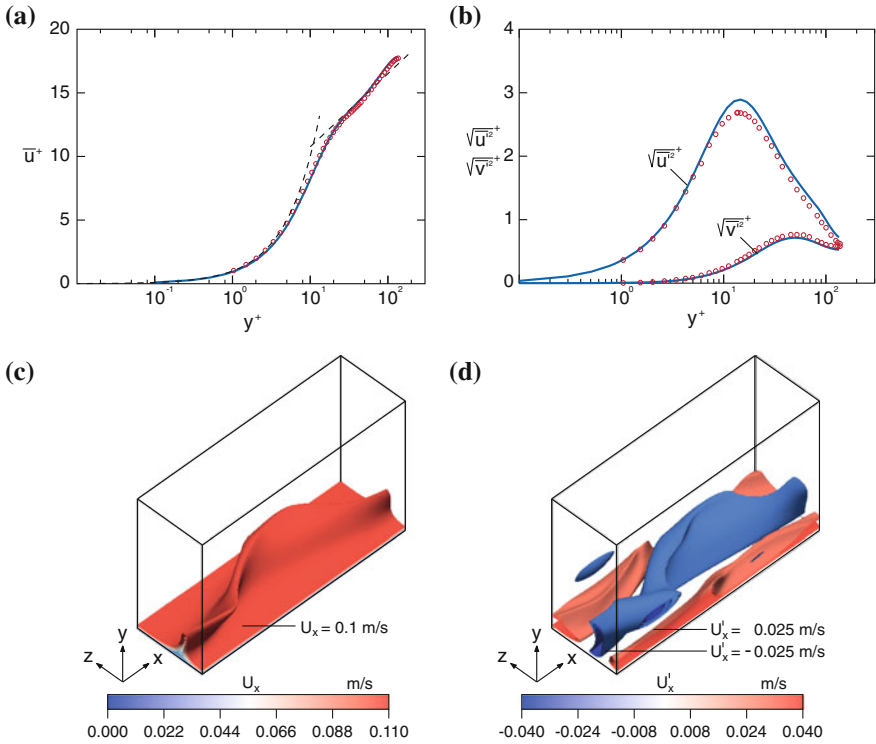 (a)
20
15
10
5
0
u̅⁺
10⁻¹
10⁰
10¹
10²
y⁺
(b)
4
3
2
1
0
√u̅'²⁺
√v̅'²⁺
√u̅'²⁺
√v̅'²⁺
10⁰
10¹
10²
y⁺
(c)
Uₓ = 0.1 m/s
y
z
x
Uₓ
m/s
0.000 0.022 0.044 0.066 0.088 0.110
(d)
U'ₓ = 0.025 m/s
U'ₓ = -0.025 m/s
y
z
x
U'ₓ
m/s
-0.040 -0.024 -0.008 0.008 0.024 0.040